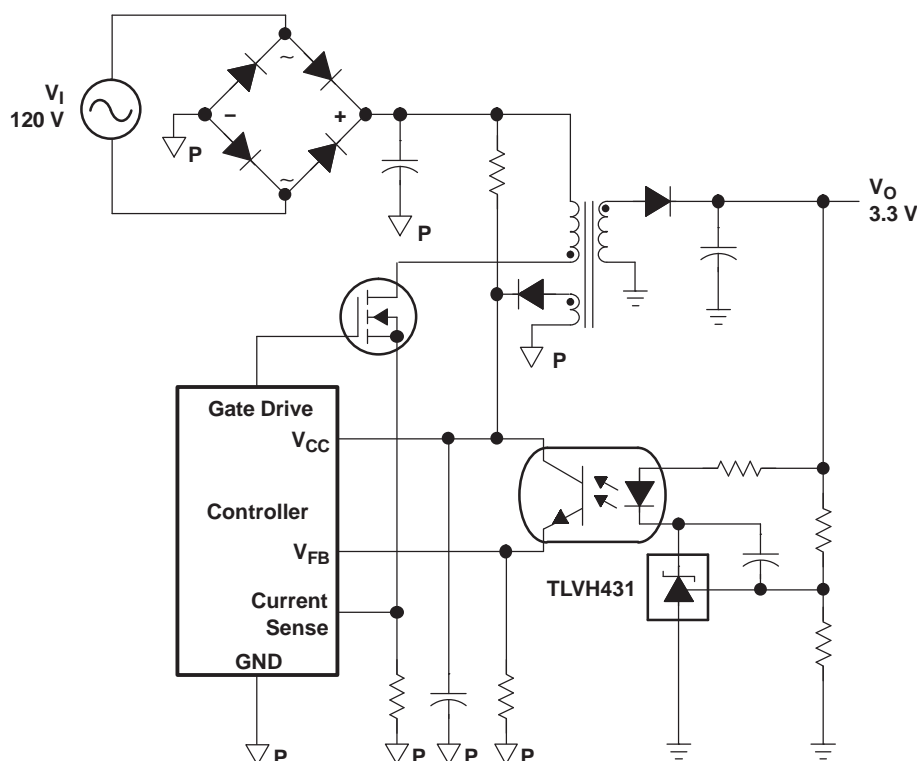 V_I
120 V
~
−
+
~
P
P
V_O
3.3 V
P
Gate Drive
V_CC
Controller
V_FB
TLVH431
Current
Sense
GND
P
P
P
P